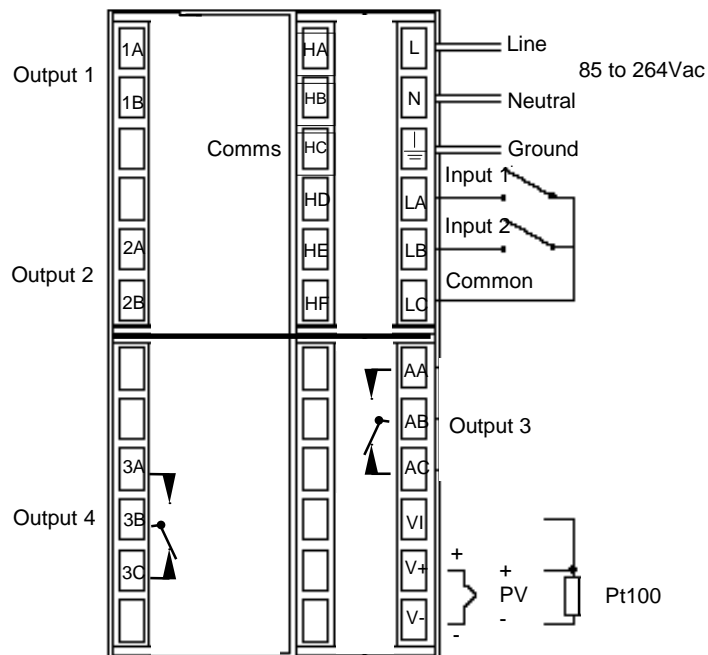 1A HA L Line
Output 1 85 to 264Vac
1B HB N Neutral
Comms HC Ground
Input 1
HD LA
Input 2
2A HE LB
Output 2 Common
2B HF LC
AA
AB Output 3
3A AC
Output 4 3B VI
+
3C V+ +
PV Pt100
V- -
-